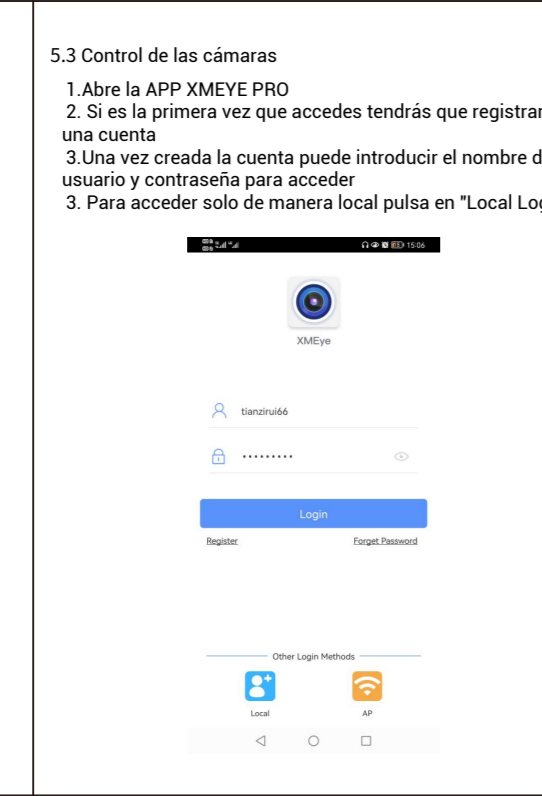 5.3 Control de las cámaras
1.Abre la APP XMEYE PRO
2. Si es la primera vez que accedes tendrás que registrar
una cuenta
3.Una vez creada la cuenta puede introducir el nombre d
usuario y contraseña para acceder
3. Para acceder solo de manera local pulsa en "Local Log
15:06
XMEye
tianzirui66
•••••••••
Login
Register Forget Password
Other Login Methods
Local AP